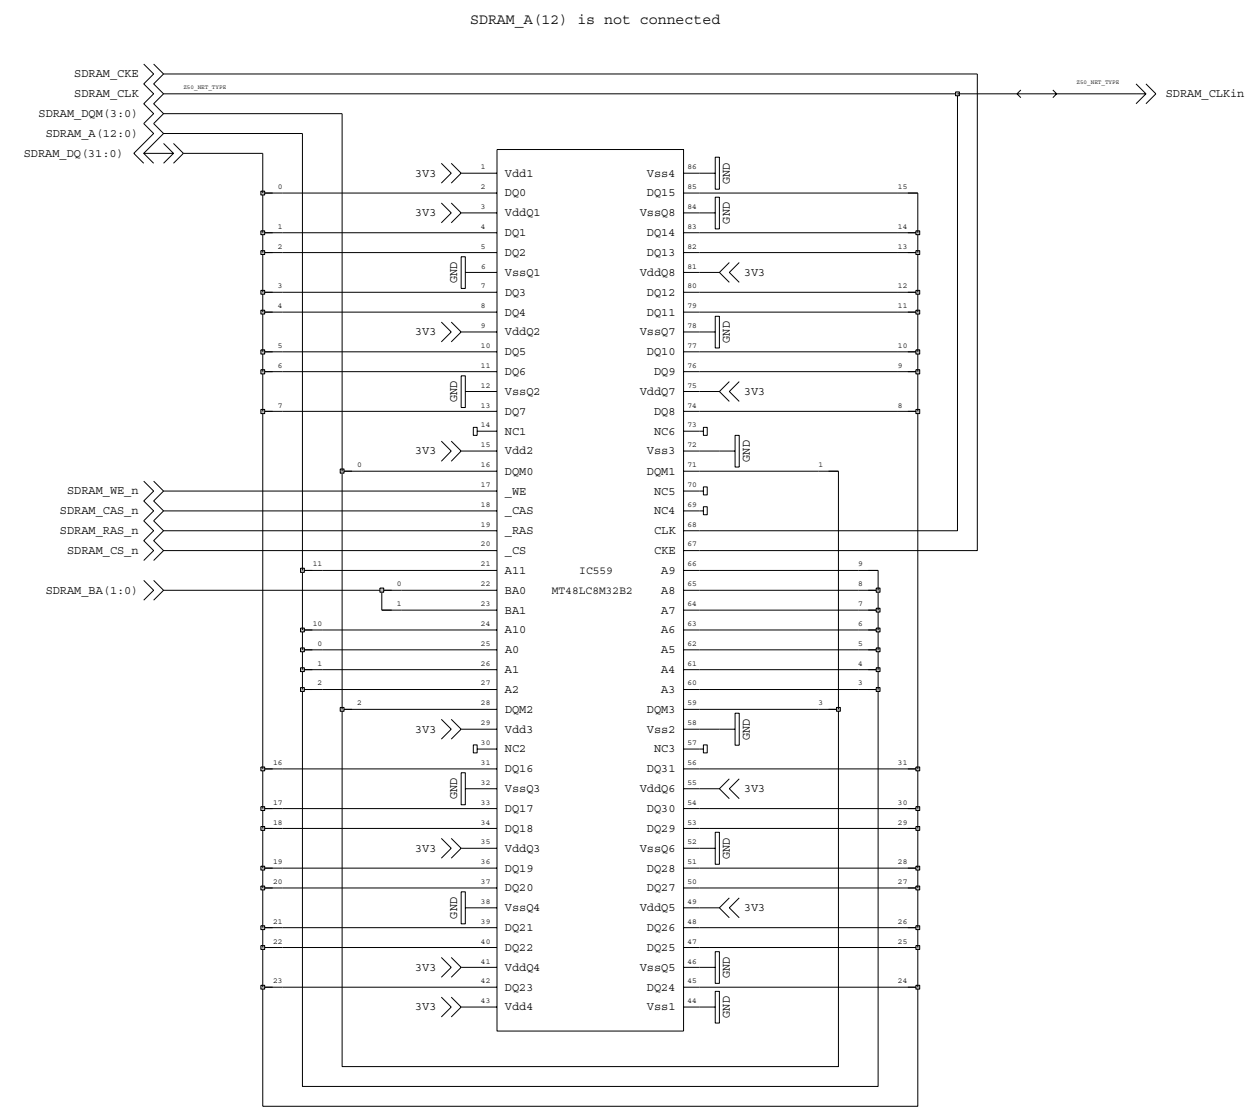 SDRAM_A(12) is not connected
SDRAM_CKE
SDRAM_CLK Z50_NET_TYPE Z50_NET_TYPE SDRAM_CLKin
SDRAM_DQM(3:0)
SDRAM_A(12:0)
SDRAM_DQ(31:0)
3V3 1 Vdd1 Vss4 86 GND
0 2 DQ0 DQ15 85 15
3V3 3 VddQ1 VssQ8 84 GND
1 4 DQ1 DQ14 83 14
2 5 DQ2 DQ13 82 13
GND 6 VssQ1 VddQ8 81 3V3
3 7 DQ3 DQ12 80 12
4 8 DQ4 DQ11 79 11
3V3 9 VddQ2 VssQ7 78 GND
5 10 DQ5 DQ10 77 10
6 11 DQ6 DQ9 76 9
GND 12 VssQ2 VddQ7 75 3V3
7 13 DQ7 DQ8 74 8
14 NC1 NC6 73
3V3 15 Vdd2 Vss3 72 GND
0 16 DQM0 DQM1 71 1
SDRAM_WE_n 17 _WE NC5 70
SDRAM_CAS_n 18 _CAS NC4 69
SDRAM_RAS_n 19 _RAS CLK 68
SDRAM_CS_n 20 _CS CKE 67
11 21 A11 IC559 A9 66 9
SDRAM_BA(1:0) 0 22 BA0 MT48LC8M32B2 A8 65 8
1 23 BA1 A7 64 7
10 24 A10 A6 63 6
0 25 A0 A5 62 5
1 26 A1 A4 61 4
2 27 A2 A3 60 3
2 28 DQM2 DQM3 59 3
3V3 29 Vdd3 Vss2 58 GND
30 NC2 NC3 57
16 31 DQ16 DQ31 56 31
GND 32 VssQ3 VddQ6 55 3V3
17 33 DQ17 DQ30 54 30
18 34 DQ18 DQ29 53 29
3V3 35 VddQ3 VssQ6 52 GND
19 36 DQ19 DQ28 51 28
20 37 DQ20 DQ27 50 27
GND 38 VssQ4 VddQ5 49 3V3
21 39 DQ21 DQ26 48 26
22 40 DQ22 DQ25 47 25
3V3 41 VddQ4 VssQ5 46 GND
23 42 DQ23 DQ24 45 24
3V3 43 Vdd4 Vss1 44 GND